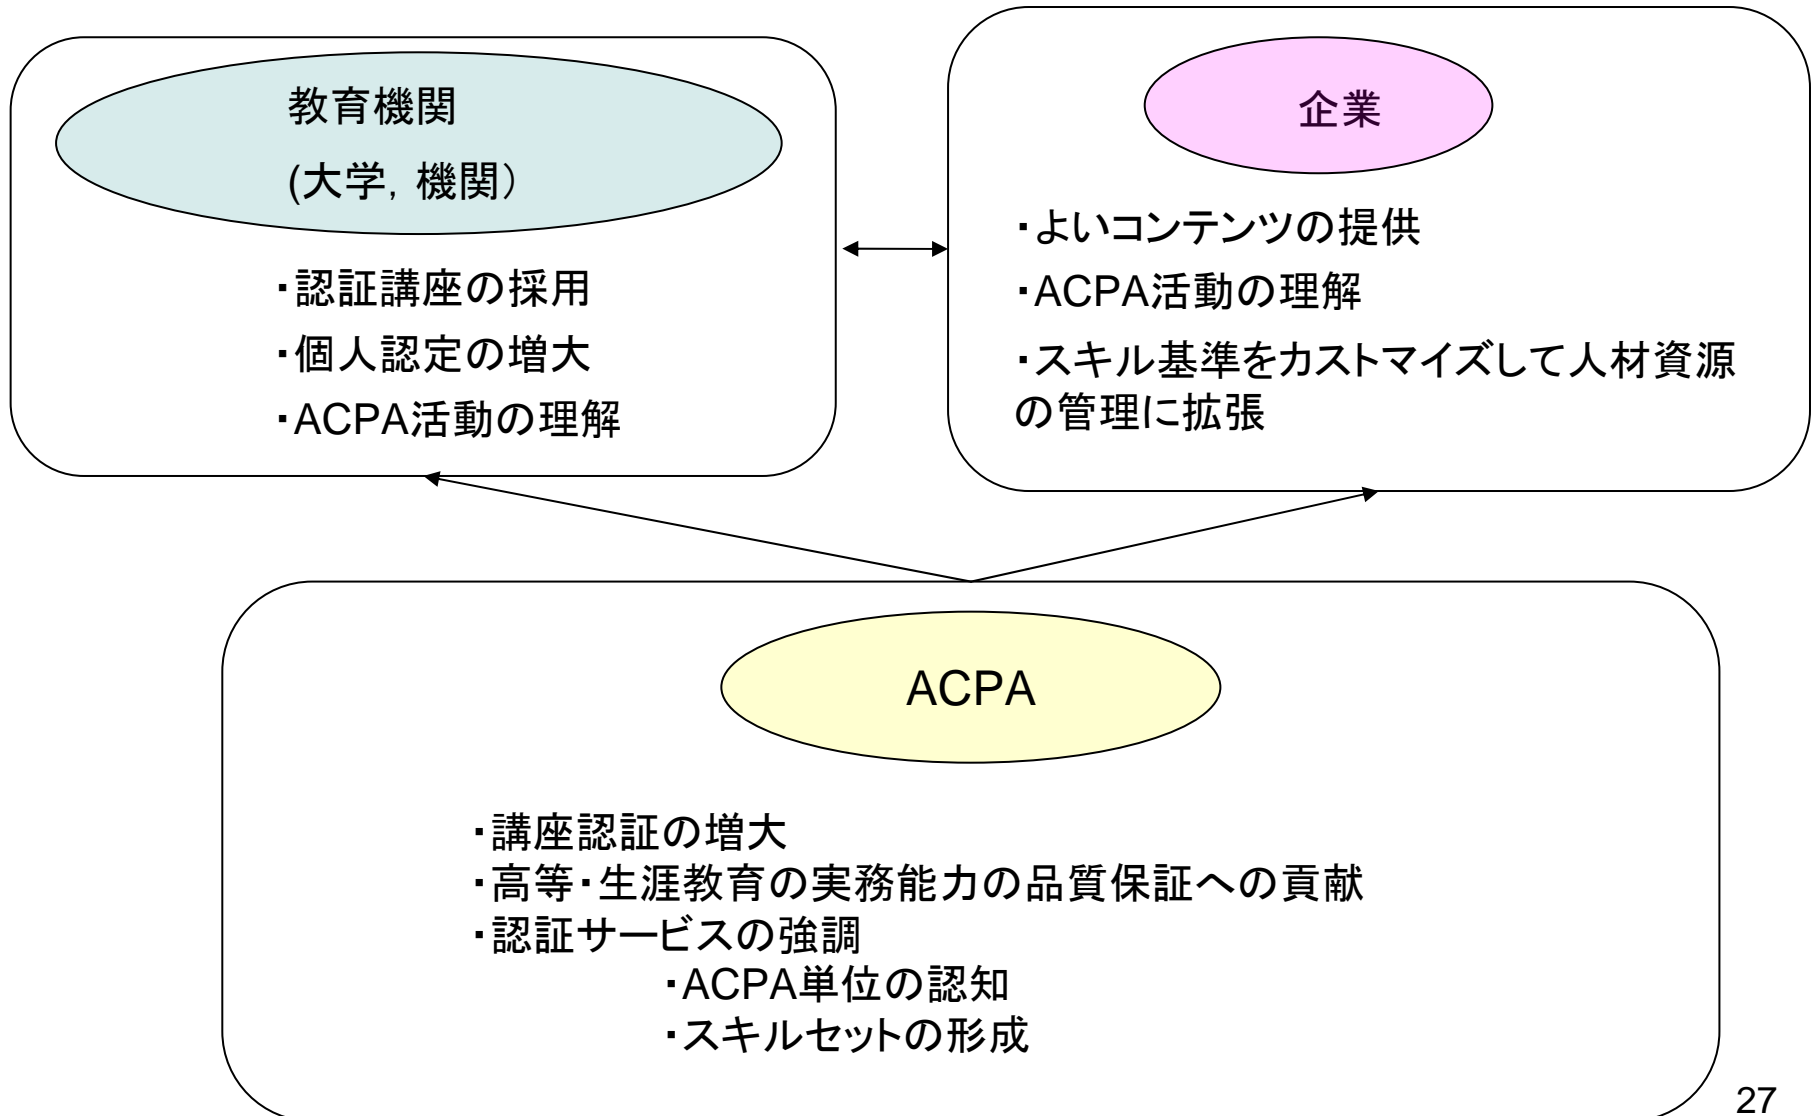 教育機関
(大学, 機関）
・認証講座の採用
・個人認定の増大
・ACPA活動の理解
企業
・よいコンテンツの提供
・ACPA活動の理解
・スキル基準をカストマイズして人材資源
の管理に拡張
ACPA
・講座認証の増大
・高等・生涯教育の実務能力の品質保証への貢献
・認証サービスの強調
・ACPA単位の認知
・スキルセットの形成
27